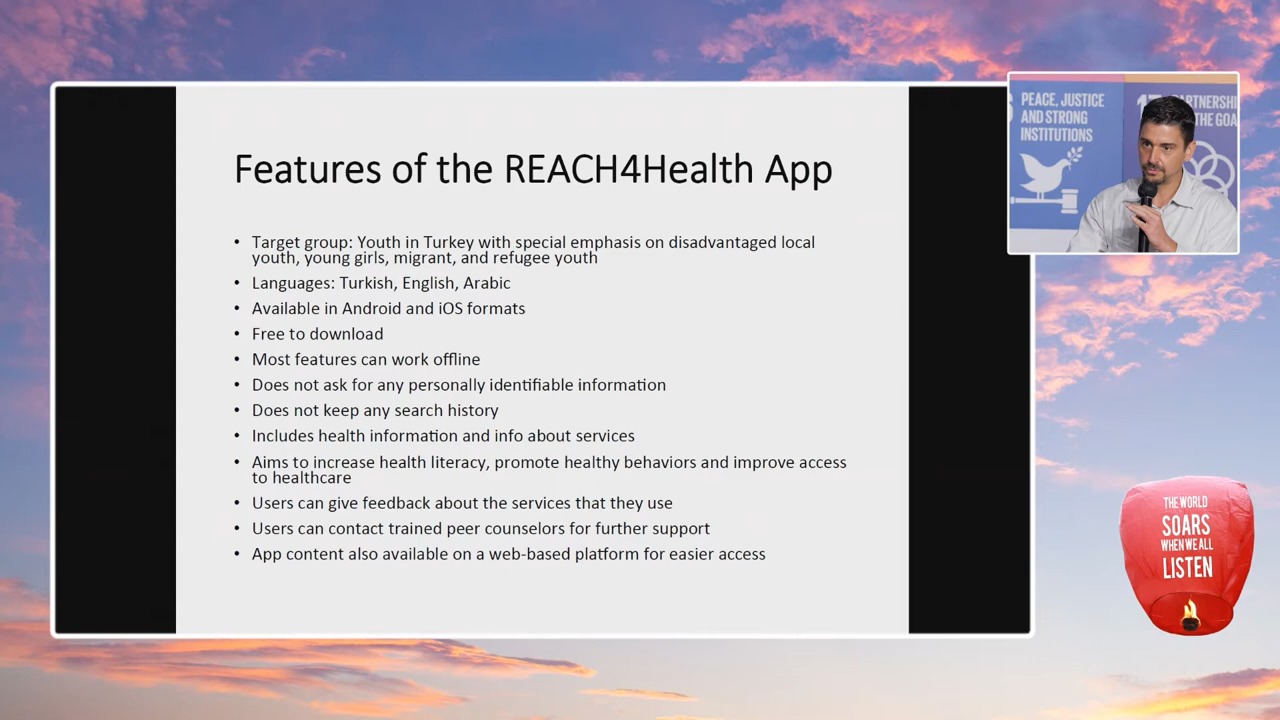 Features of the REACH4Health App
• Target group: Youth in Turkey with special emphasis on disadvantaged local
youth, young girls, migrant, and refugee youth
• Languages: Turkish, English, Arabic
• Available in Android and iOS formats
• Free to download
• Most features can work offline
• Does not ask for any personally identifiable information
• Does not keep any search history
• Includes health information and info about services
• Aims to increase health literacy, promote healthy behaviors and improve access
to healthcare
• Users can give feedback about the services that they use
• Users can contact trained peer counselors for further support
• App content also available on a web-based platform for easier access
PEACE, JUSTICE
AND STRONG
INSTITUTIONS
THE WORLD
SOARS
WHEN WE ALL
LISTEN